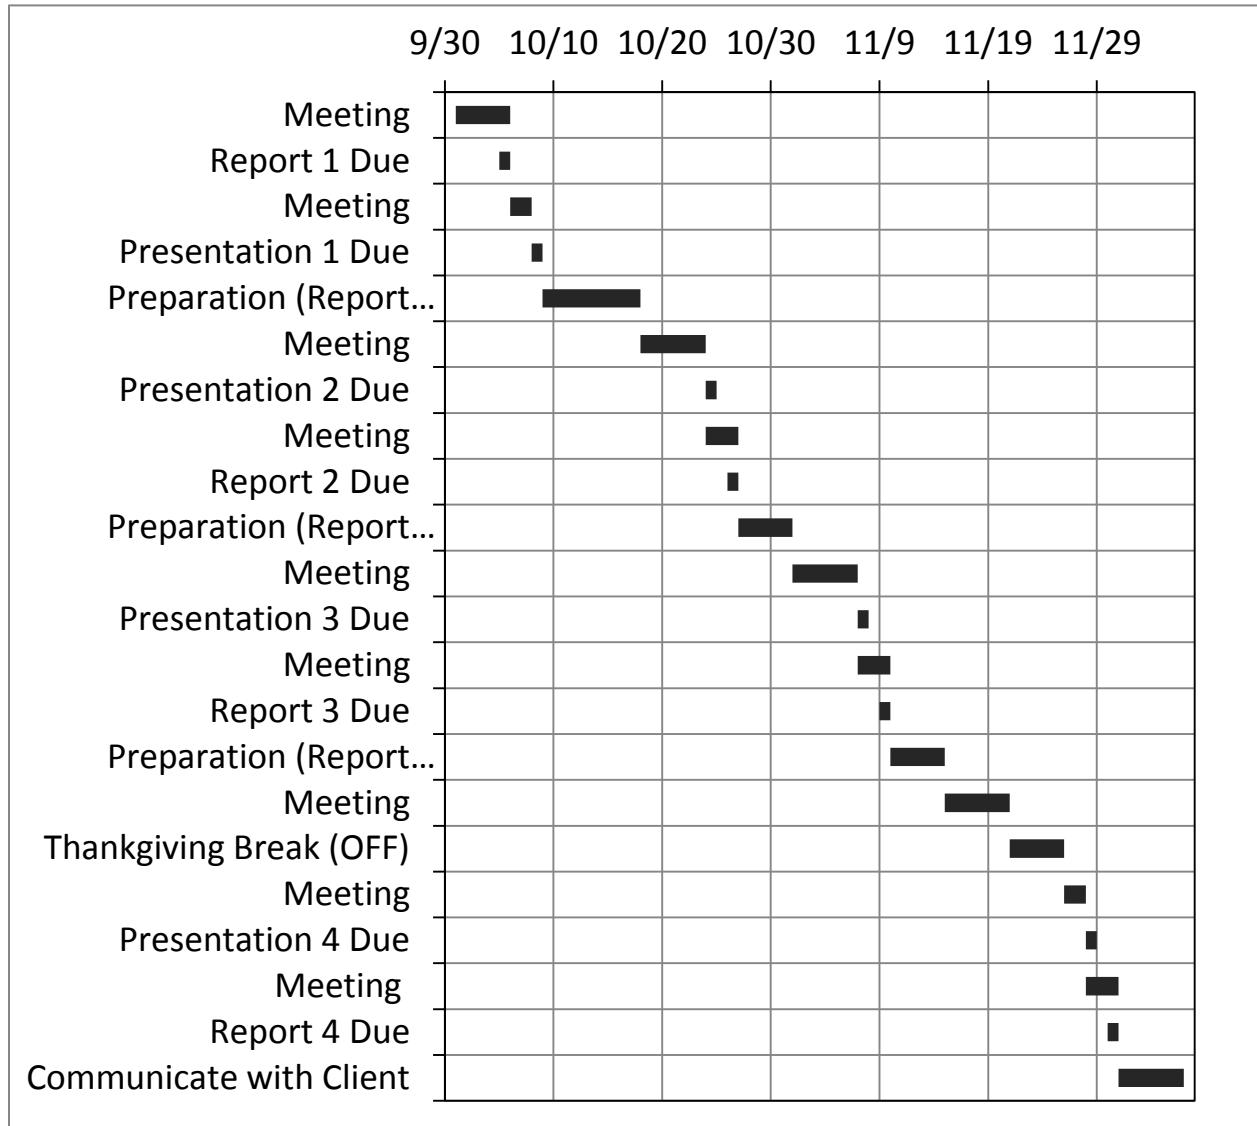 9/30 10/10 10/20 10/30 11/9 11/19 11/29
Meeting
Report 1 Due
Meeting
Presentation 1 Due
Preparation (Report...
Meeting
Presentation 2 Due
Meeting
Report 2 Due
Preparation (Report...
Meeting
Presentation 3 Due
Meeting
Report 3 Due
Preparation (Report...
Meeting
Thankgiving Break (OFF)
Meeting
Presentation 4 Due
Meeting
Report 4 Due
Communicate with Client